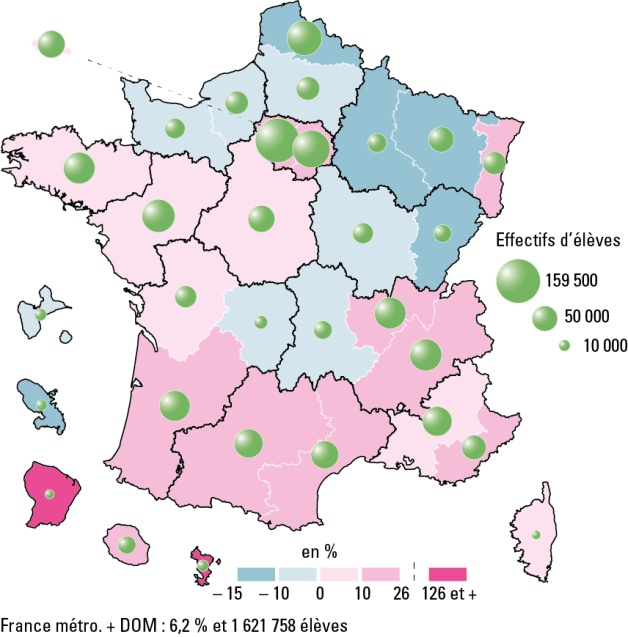 Effectifs d'élèves
159 500
50 000
10 000
en %
– 15 – 10 0 10 26 126 et +
France métro. + DOM : 6,2 % et 1 621 758 élèves